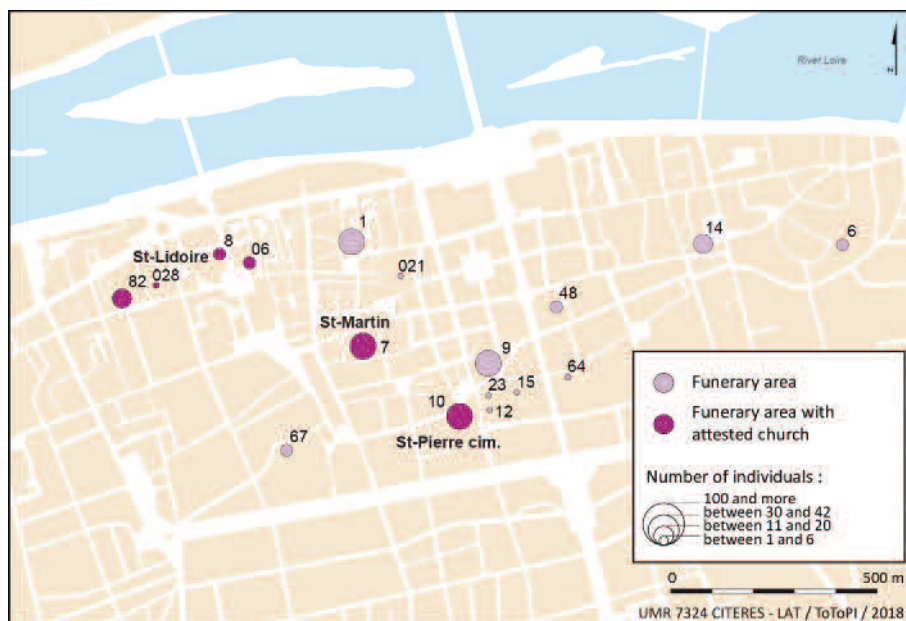 River Loire
N
1
14
6
8
06
St-Lidoire
028
82
021
48
St-Martin
7
9
64
23
15
10
12
St-Pierre cim.
67
Funerary area
Funerary area with
attested church
Number of individuals :
100 and more
between 30 and 42
between 11 and 20
between 1 and 6
0
500 m
UMR 7324 CITERES - LAT / ToToPI / 2018